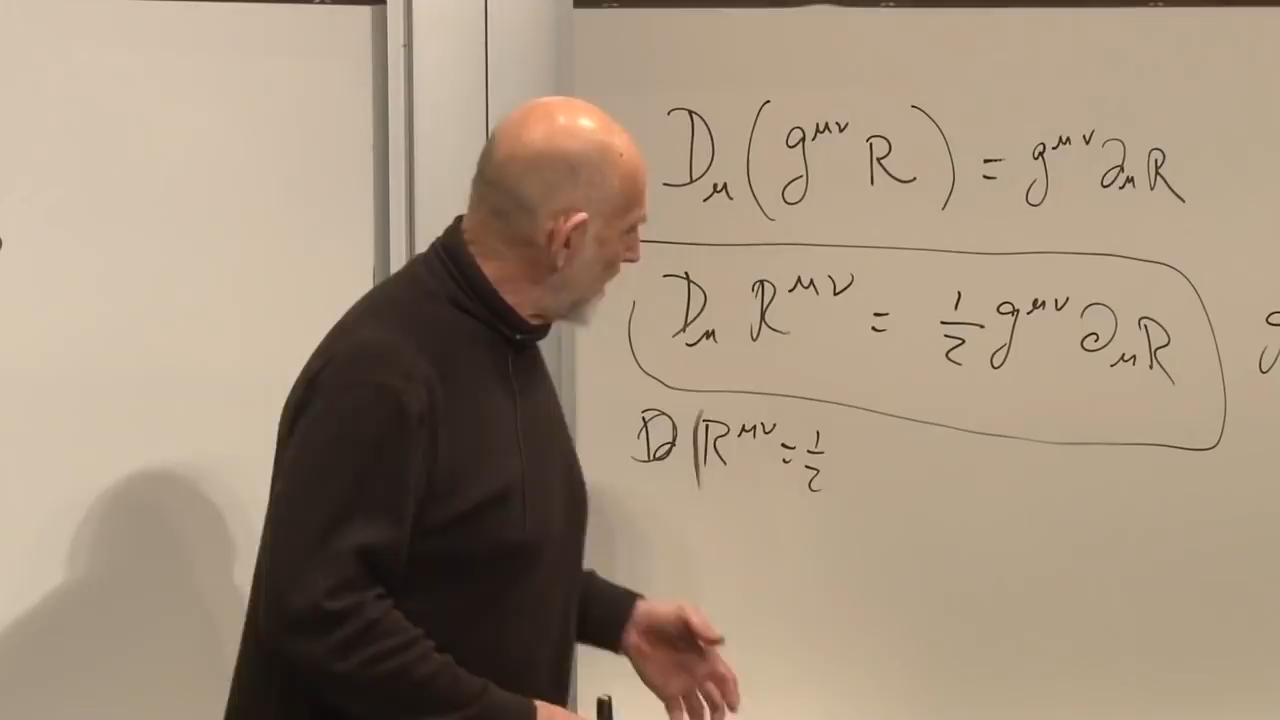 D_μ(g^{μν} R) = g^{μν} ∂_μ R
D_μ R^{μν} = 1/2 g^{μν} ∂_μ R g
D R^{μν} = 1/2